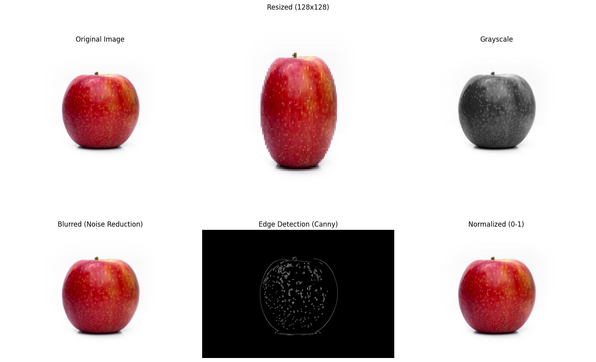 Resized (128x128)
Original Image
Grayscale
Blurred (Noise Reduction)
Edge Detection (Canny)
Normalized (0-1)